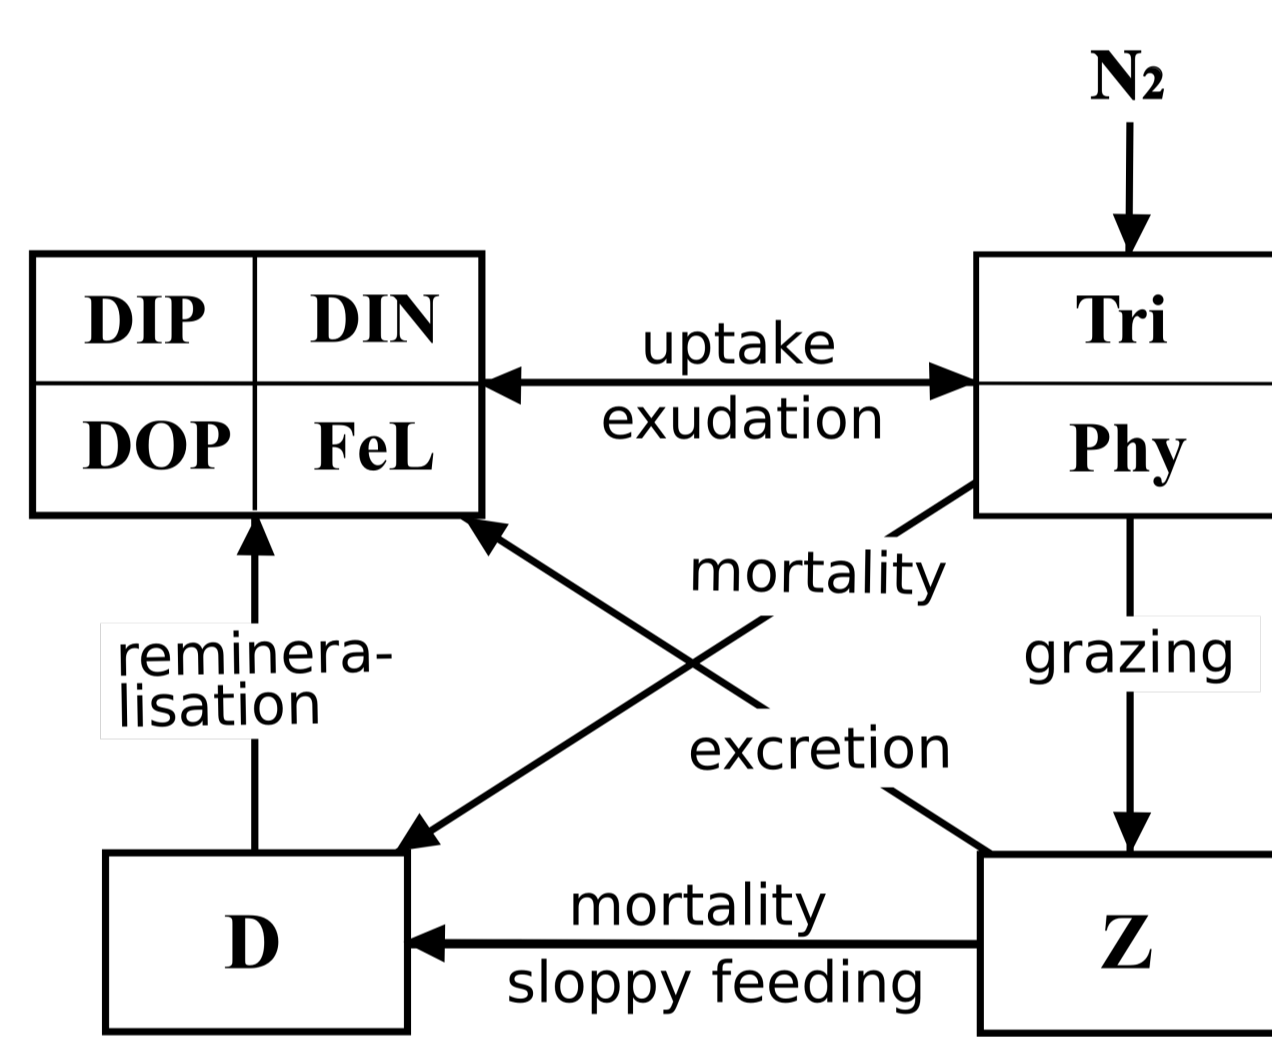 N₂
DIP DIN
DOP FeL
uptake
exudation
Tri
Phy
mortality
reminera-
lisation
grazing
excretion
D
mortality
sloppy feeding
Z